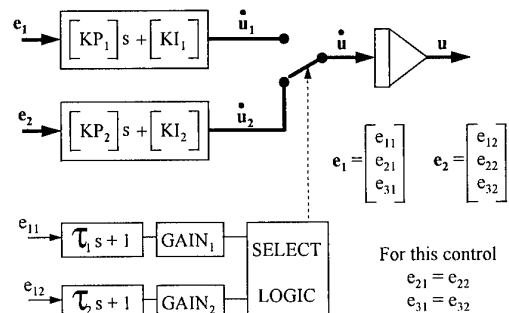 e₁ [KP₁] s + [KI₁] u̇₁
u̇ u
e₂ [KP₂] s + [KI₂] u̇₂
e₁ = [e₁₁ e₂₁ e₃₁] e₂ = [e₁₂ e₂₂ e₃₂]
e₁₁ τ₁ s + 1 GAIN₁
SELECT
LOGIC
e₁₂ τ₂ s + 1 GAIN₂
For this control
e₂₁ = e₂₂
e₃₁ = e₃₂